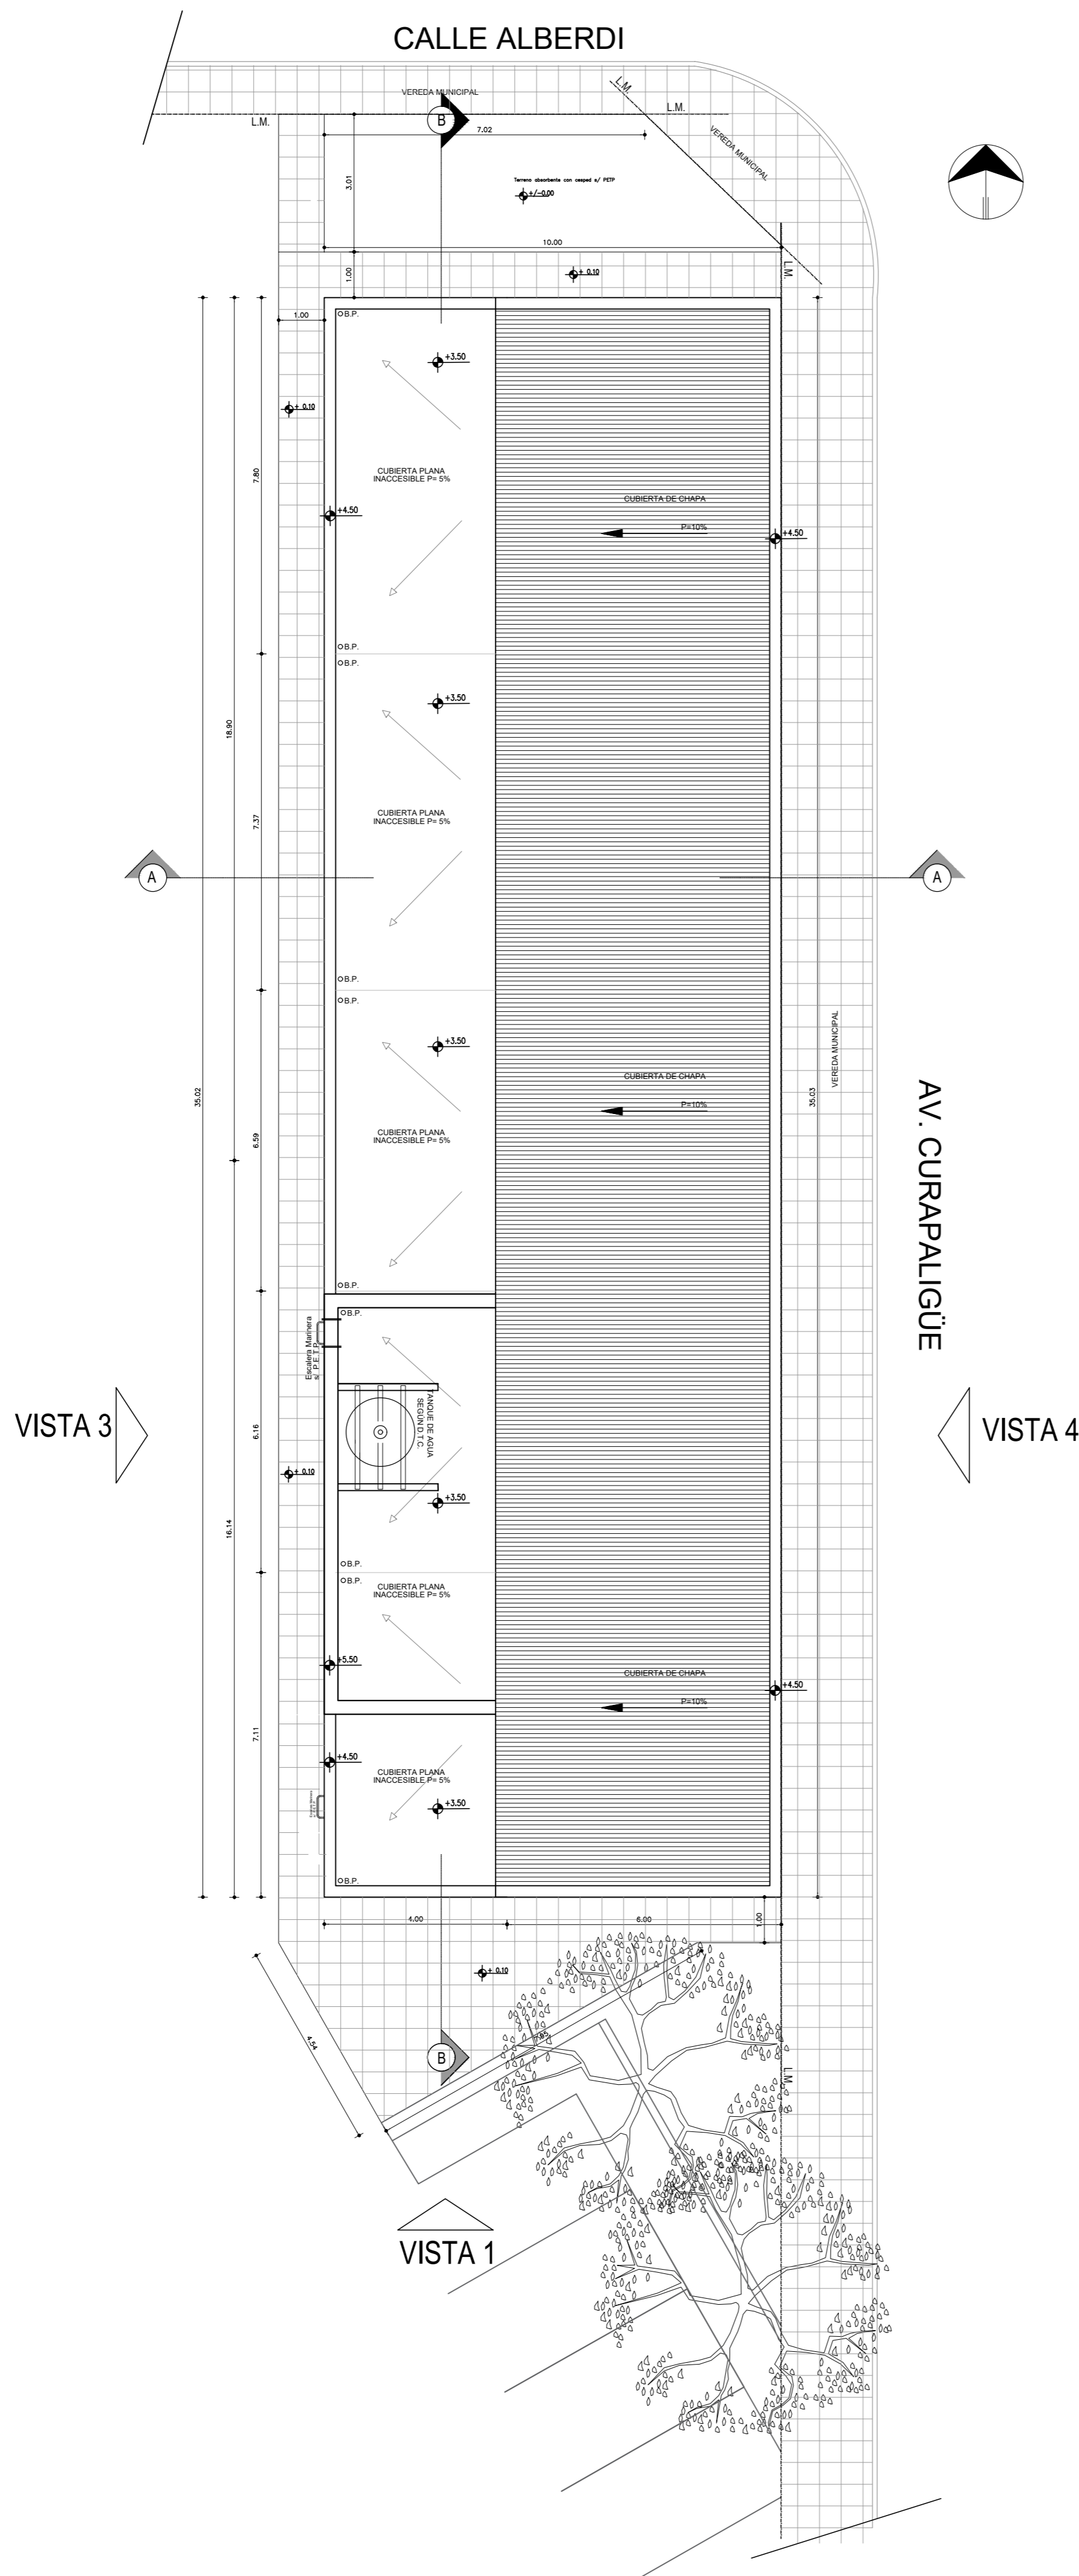 CALLE ALBERDI
VEREDA MUNICIPAL
L.M.
L.M.
L.M.
B
7.02
VEREDA MUNICIPAL
3.01
Terreno absorbente con cesped s/ PETP
+/-0.00
10.00
L.M.
1.00
+ 0.10
1.00
B.P.
+3.50
+ 0.10
CUBIERTA PLANA
INACCESIBLE P= 5%
7.80
CUBIERTA DE CHAPA
+4.50
P=10%
+4.50
B.P.
B.P.
+3.50
18.90
CUBIERTA PLANA
INACCESIBLE P= 5%
7.37
A
A
B.P.
B.P.
+3.50
VEREDA MUNICIPAL
CUBIERTA DE CHAPA
35.02
35.03
P=10%
6.59
CUBIERTA PLANA
INACCESIBLE P= 5%
AV. CURAPALIGÜE
B.P.
B.P.
Escalera Marinera
s/ P.E.T.P.
TANQUE DE AGUA
SEGÚN D.T.C.
VISTA 3
VISTA 4
6.16
+ 0.10
+3.50
16.14
B.P.
B.P.
CUBIERTA PLANA
INACCESIBLE P= 5%
+5.50
CUBIERTA DE CHAPA
+4.50
P=10%
7.11
+4.50
CUBIERTA PLANA
INACCESIBLE P= 5%
+3.50
B.P.
4.00
6.00
1.00
+ 0.10
4.54
B
L.M.
VISTA 1